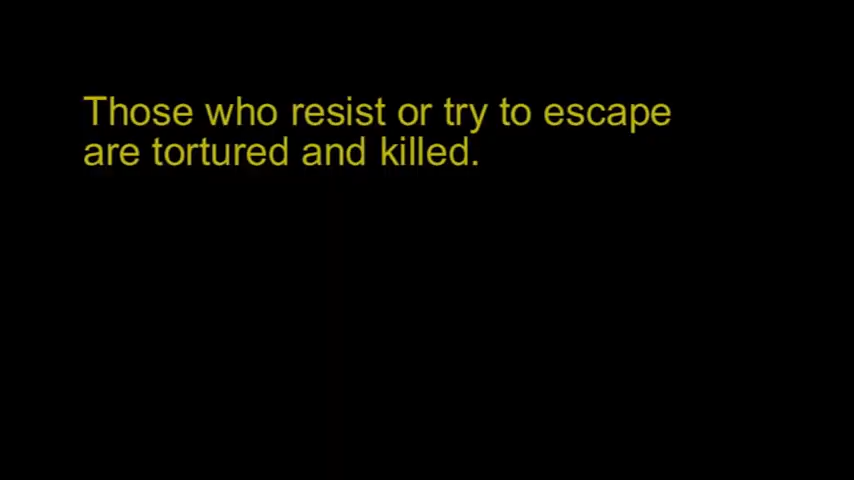 Those who resist or try to escape
are tortured and killed.